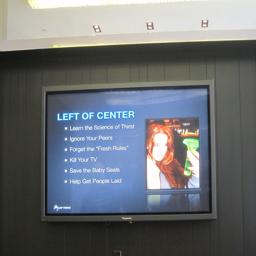 LEFT OF CENTER
Learn the Science of Thirst
Ignore Your Peers
Forget the "Fresh Rules"
Kill Your TV
Save the Baby Seals
Help Get People Laid
Panasonic